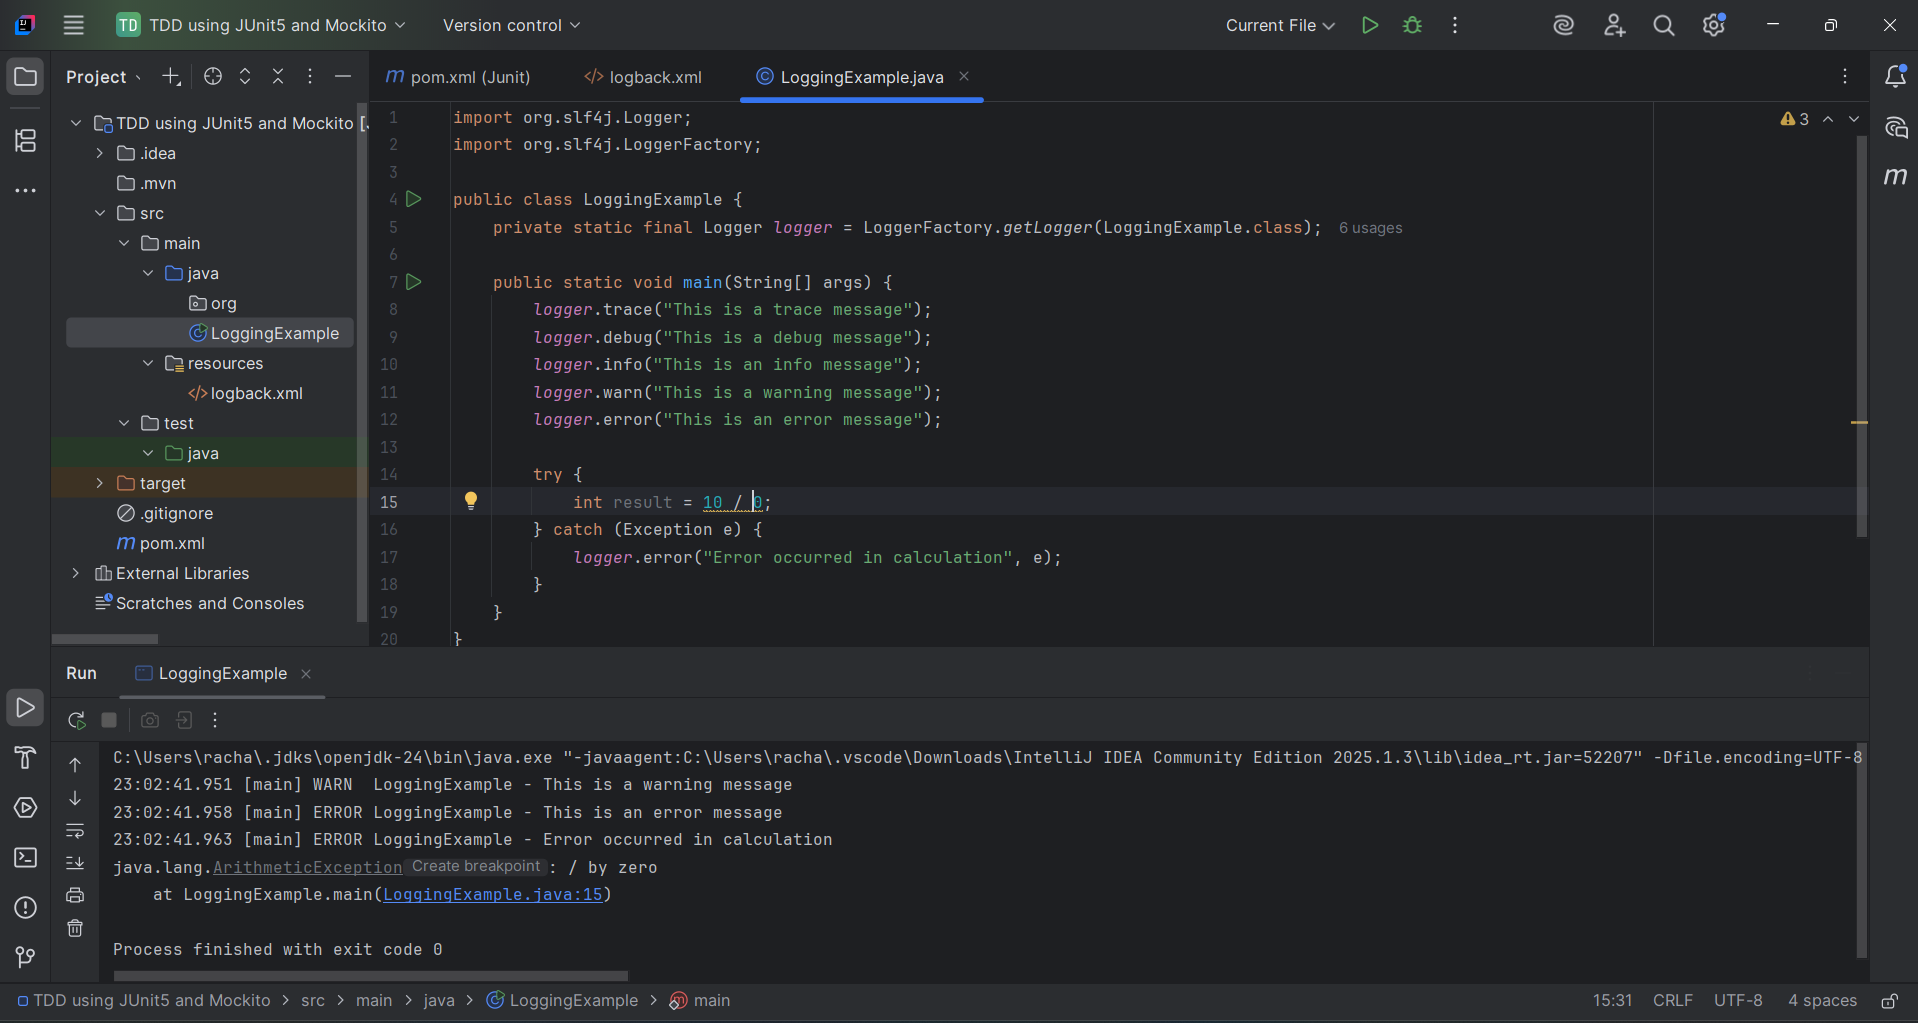 TD TDD using JUnit5 and Mockito Version control Current File
Project
TDD using JUnit5 and Mockito [
.idea
.mvn
src
main
java
org
LoggingExample
resources
logback.xml
test
java
target
.gitignore
pom.xml
External Libraries
Scratches and Consoles
pom.xml (Junit) logback.xml LoggingExample.java
3
1 import org.slf4j.Logger;
2 import org.slf4j.LoggerFactory;
3
4 public class LoggingExample {
5 private static final Logger logger = LoggerFactory.getLogger(LoggingExample.class); 6 usages
6
7 public static void main(String[] args) {
8 logger.trace("This is a trace message");
9 logger.debug("This is a debug message");
10 logger.info("This is an info message");
11 logger.warn("This is a warning message");
12 logger.error("This is an error message");
13
14 try {
15 int result = 10 / 0;
16 } catch (Exception e) {
17 logger.error("Error occurred in calculation", e);
18 }
19 }
20 }
Run LoggingExample
C:\Users\racha\.jdks\openjdk-24\bin\java.exe "-javaagent:C:\Users\racha\.vscode\Downloads\IntelliJ IDEA Community Edition 2025.1.3\lib\idea_rt.jar=52207" -Dfile.encoding=UTF-8
23:02:41.951 [main] WARN  LoggingExample - This is a warning message
23:02:41.958 [main] ERROR LoggingExample - This is an error message
23:02:41.963 [main] ERROR LoggingExample - Error occurred in calculation
java.lang.ArithmeticException Create breakpoint : / by zero
at LoggingExample.main(LoggingExample.java:15)
Process finished with exit code 0
TDD using JUnit5 and Mockito > src > main > java > LoggingExample > main 15:31 CRLF UTF-8 4 spaces